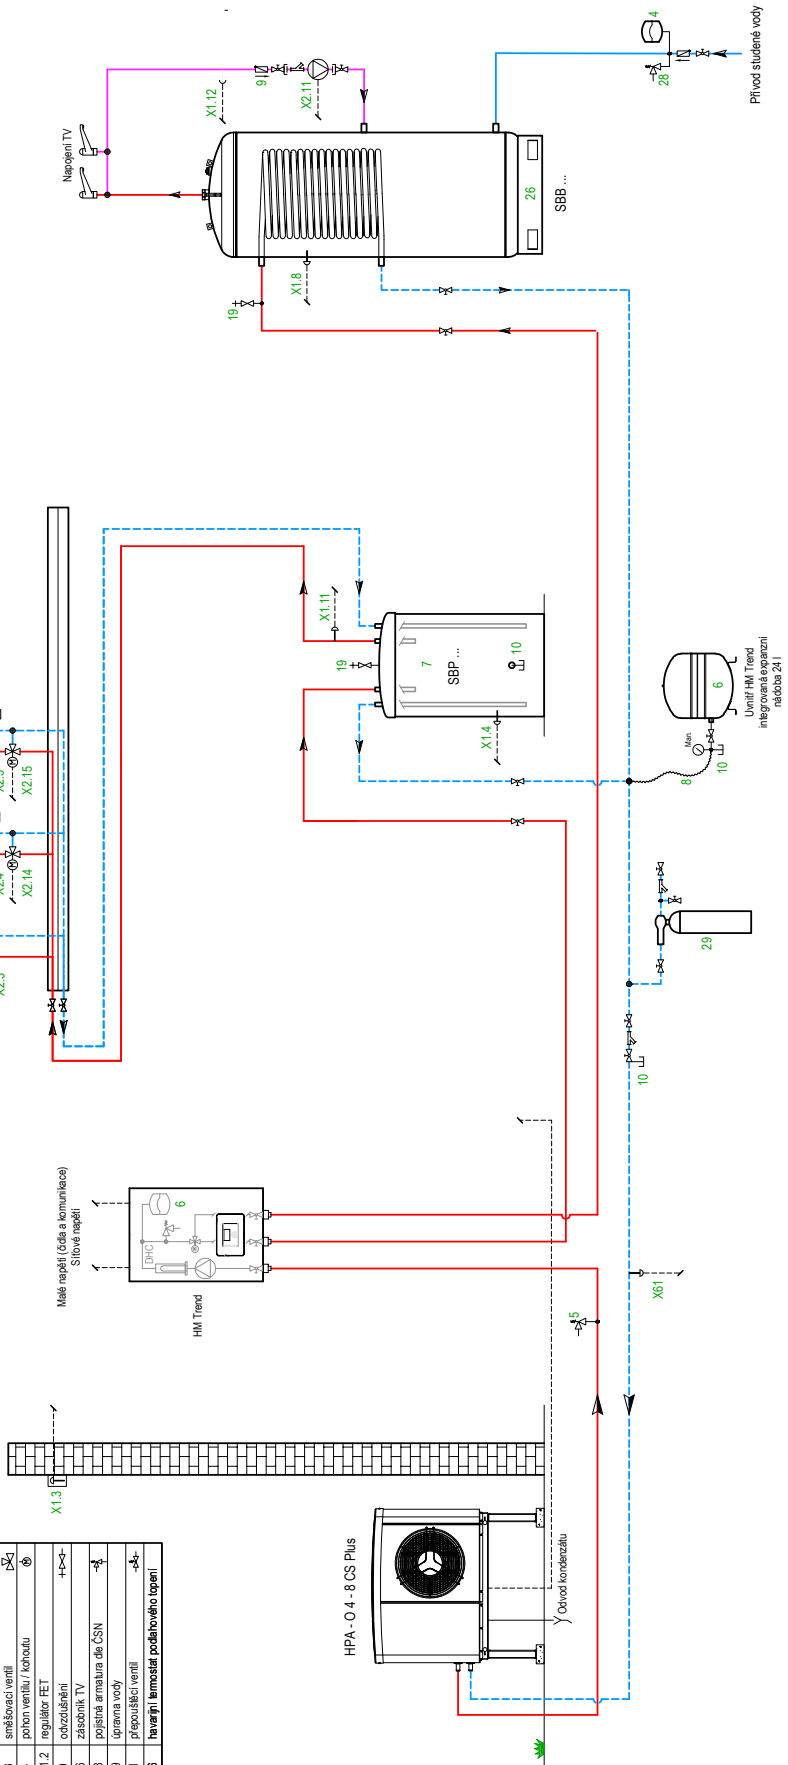 4
28
Přívod studené vody
9
X2.11
X1.12
Napojení TV
26
SBB ...
X1.8
19
X1.11
19
7
SBP ...
10
X1.4
X2.15
X2.14
6
Uvnitř HM Trend
integrovaná expanzní
nádoba 24 l
Man.
10
8
29
10
Malé napětí (čidla a komunikace)
Síťové napětí
6
DHC
M
HM Trend
X61
5
X1.3
HPA - O 4 - 8 CS Plus
Odvod kondenzátu
směšovací ventil
pohon ventilu / kohoutu
regulátor FET
odvzdušnění
zásobník TV
pojistná armatura dle ČSN
úpravna vody
přepouštěcí ventil
havarijní termostat podlahového topení